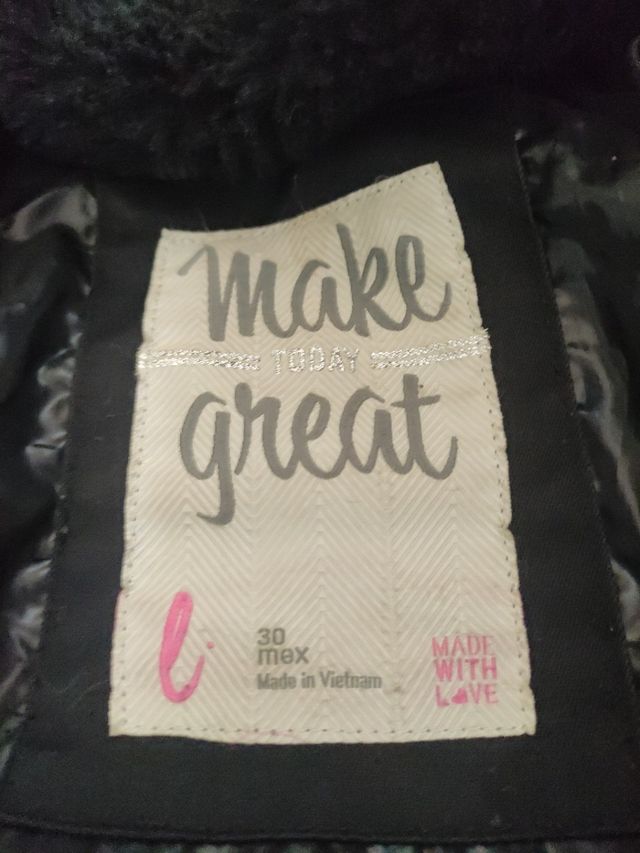 make
TODAY
great
l.
30
mex
Made in Vietnam
MADE
WITH
LOVE